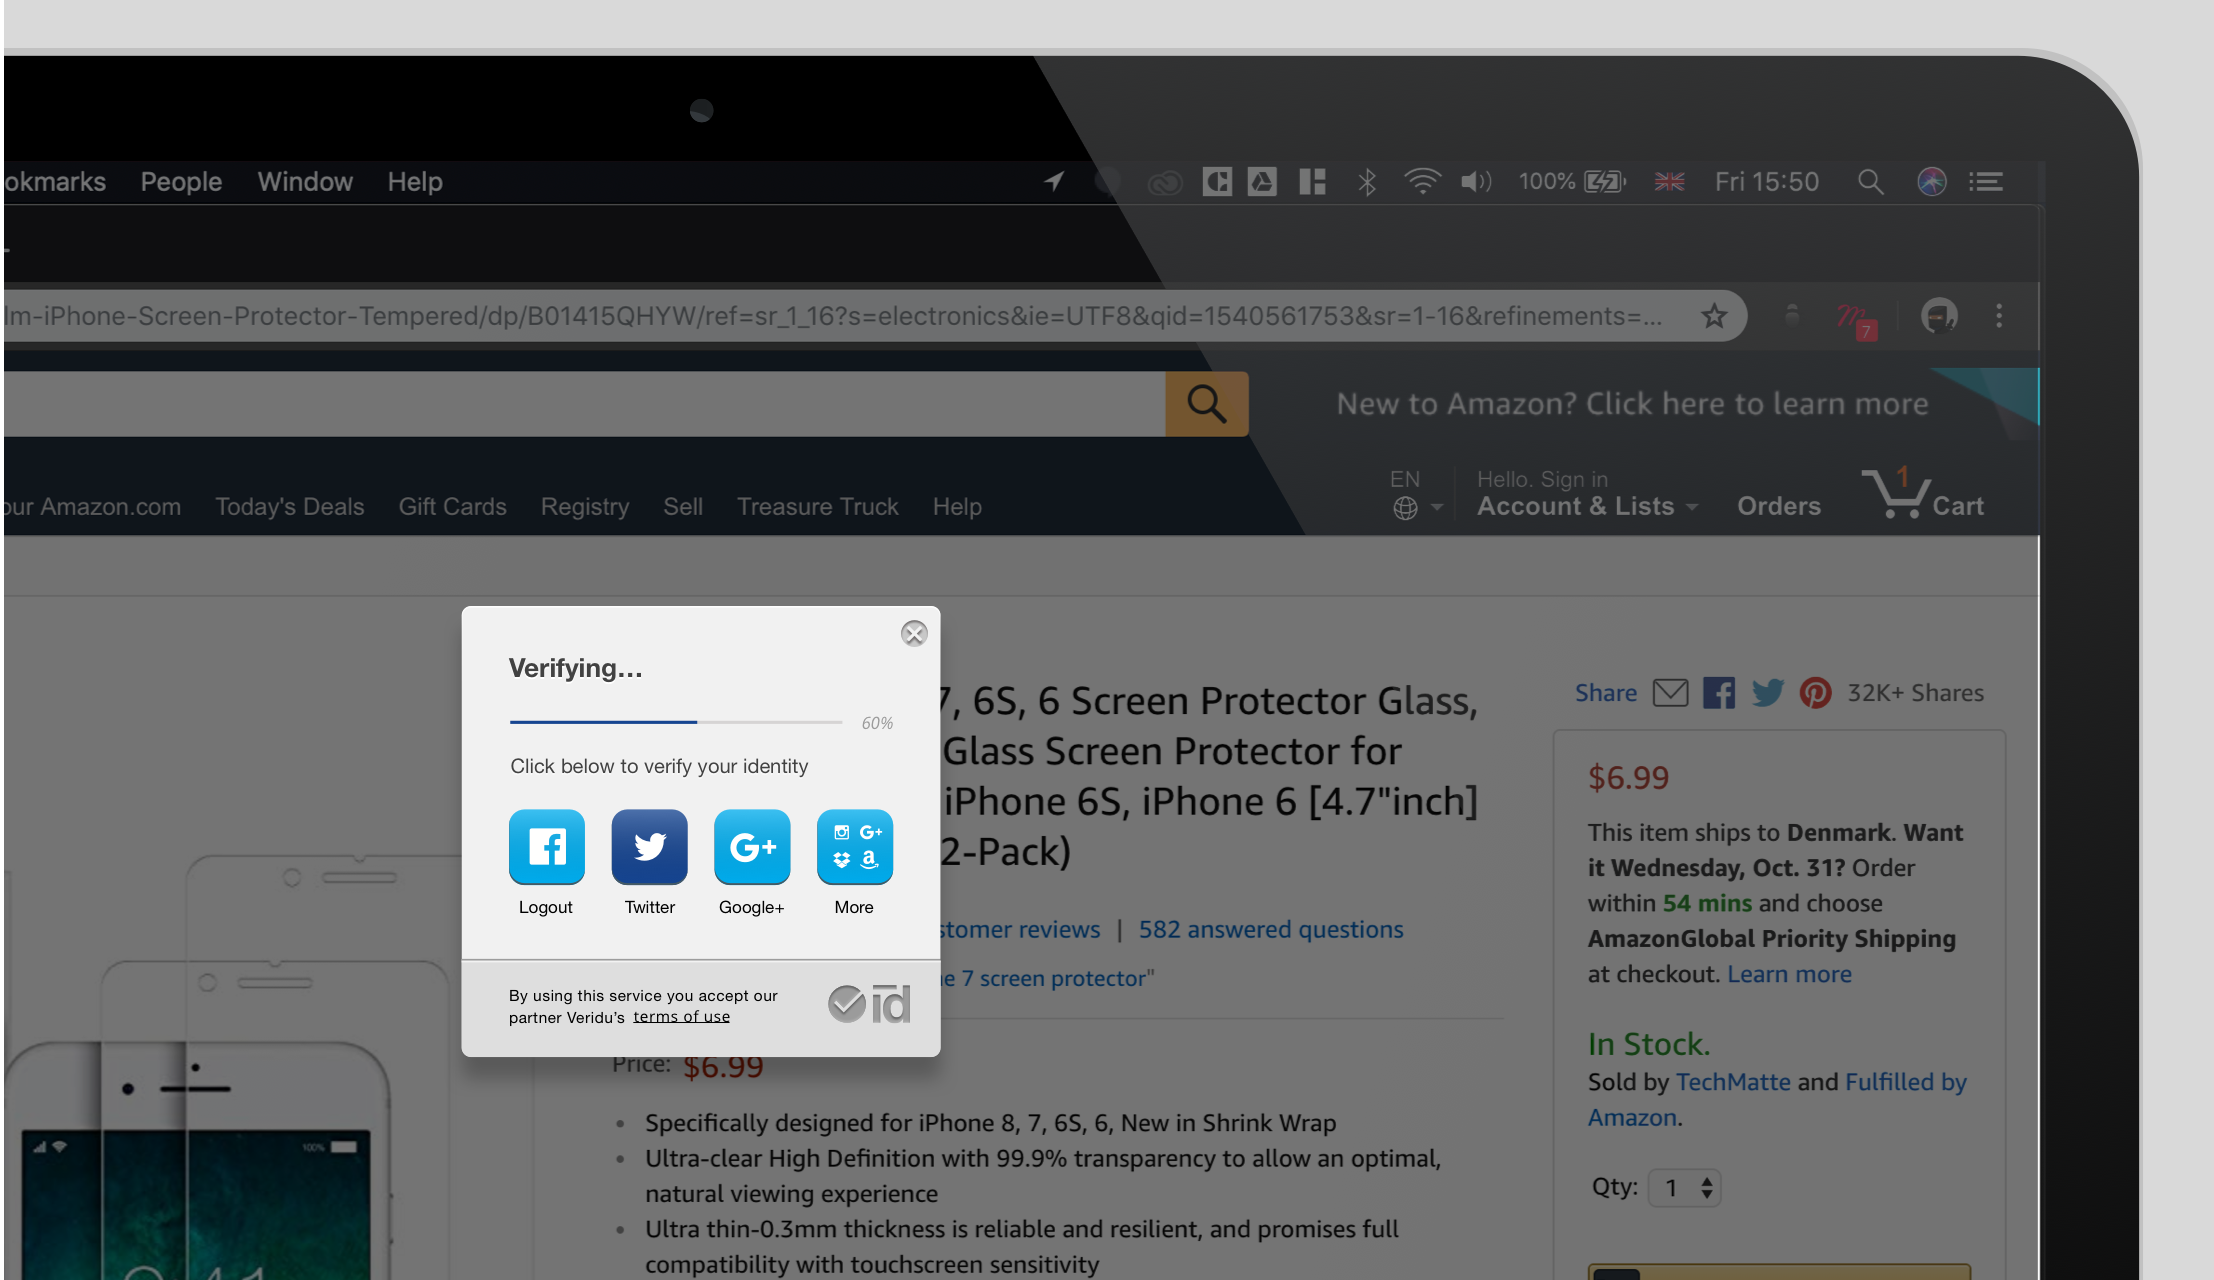 okmarks People Window Help 100% Fri 15:50
lm-iPhone-Screen-Protector-Tempered/dp/B01415QHYW/ref=sr_1_16?s=electronics&ie=UTF8&qid=1540561753&sr=1-16&refinements=...
7
New to Amazon? Click here to learn more
our Amazon.com Today's Deals Gift Cards Registry Sell Treasure Truck Help
EN
Hello. Sign in
Account & Lists
Orders
1
Cart
Verifying...
60%
Click below to verify your identity
G+
G+
a
Logout Twitter Google+ More
By using this service you accept our
partner Veridu's terms of use
id
7, 6S, 6 Screen Protector Glass,
Glass Screen Protector for
iPhone 6S, iPhone 6 [4.7"inch]
2-Pack)
stomer reviews | 582 answered questions
e 7 screen protector"
Price: $6.99
• Specifically designed for iPhone 8, 7, 6S, 6, New in Shrink Wrap
• Ultra-clear High Definition with 99.9% transparency to allow an optimal,
natural viewing experience
• Ultra thin-0.3mm thickness is reliable and resilient, and promises full
compatibility with touchscreen sensitivity
100%
Share 32K+ Shares
$6.99
This item ships to Denmark. Want
it Wednesday, Oct. 31? Order
within 54 mins and choose
AmazonGlobal Priority Shipping
at checkout. Learn more
In Stock.
Sold by TechMatte and Fulfilled by
Amazon.
Qty: 1